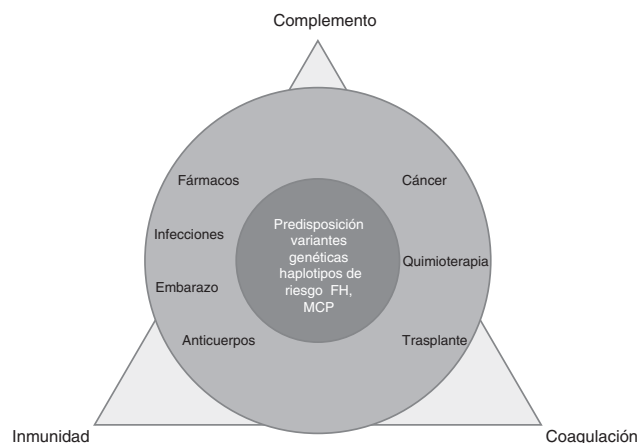 Complemento
Fármacos
Cáncer
Infecciones
Predisposición
variantes
genéticas
haplotipos de
riesgo FH,
MCP
Quimioterapia
Embarazo
Anticuerpos
Trasplante
Inmunidad
Coagulación